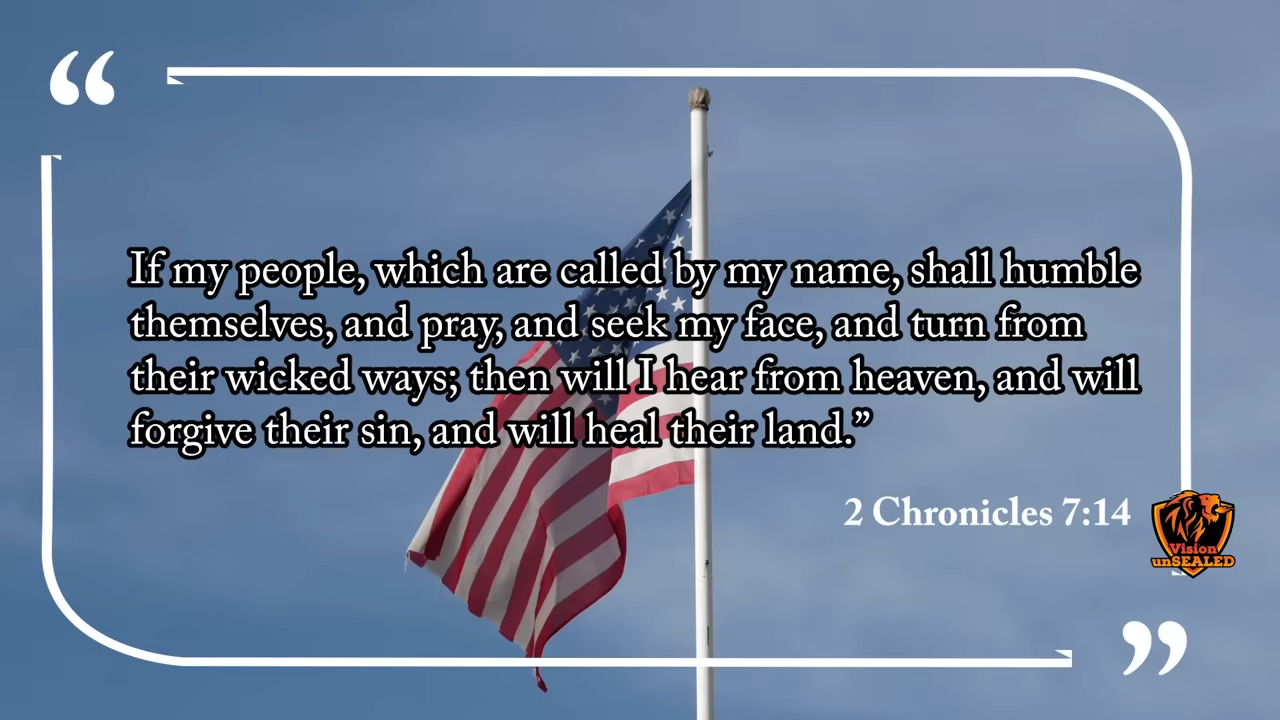 “
If my people, which are called by my name, shall humble
themselves, and pray, and seek my face, and turn from
their wicked ways; then will I hear from heaven, and will
forgive their sin, and will heal their land.”
2 Chronicles 7:14
Vision
unSEALED
”